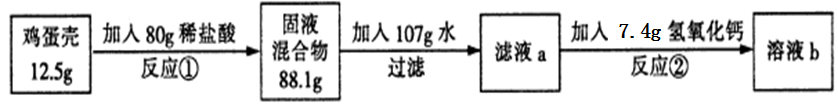 鸡蛋壳
12.5g
加入 80g 稀盐酸
反应①
固液
混合物
88.1g
加入 107g 水
过滤
滤液 a
加入 7.4g 氢氧化钙
反应②
溶液 b